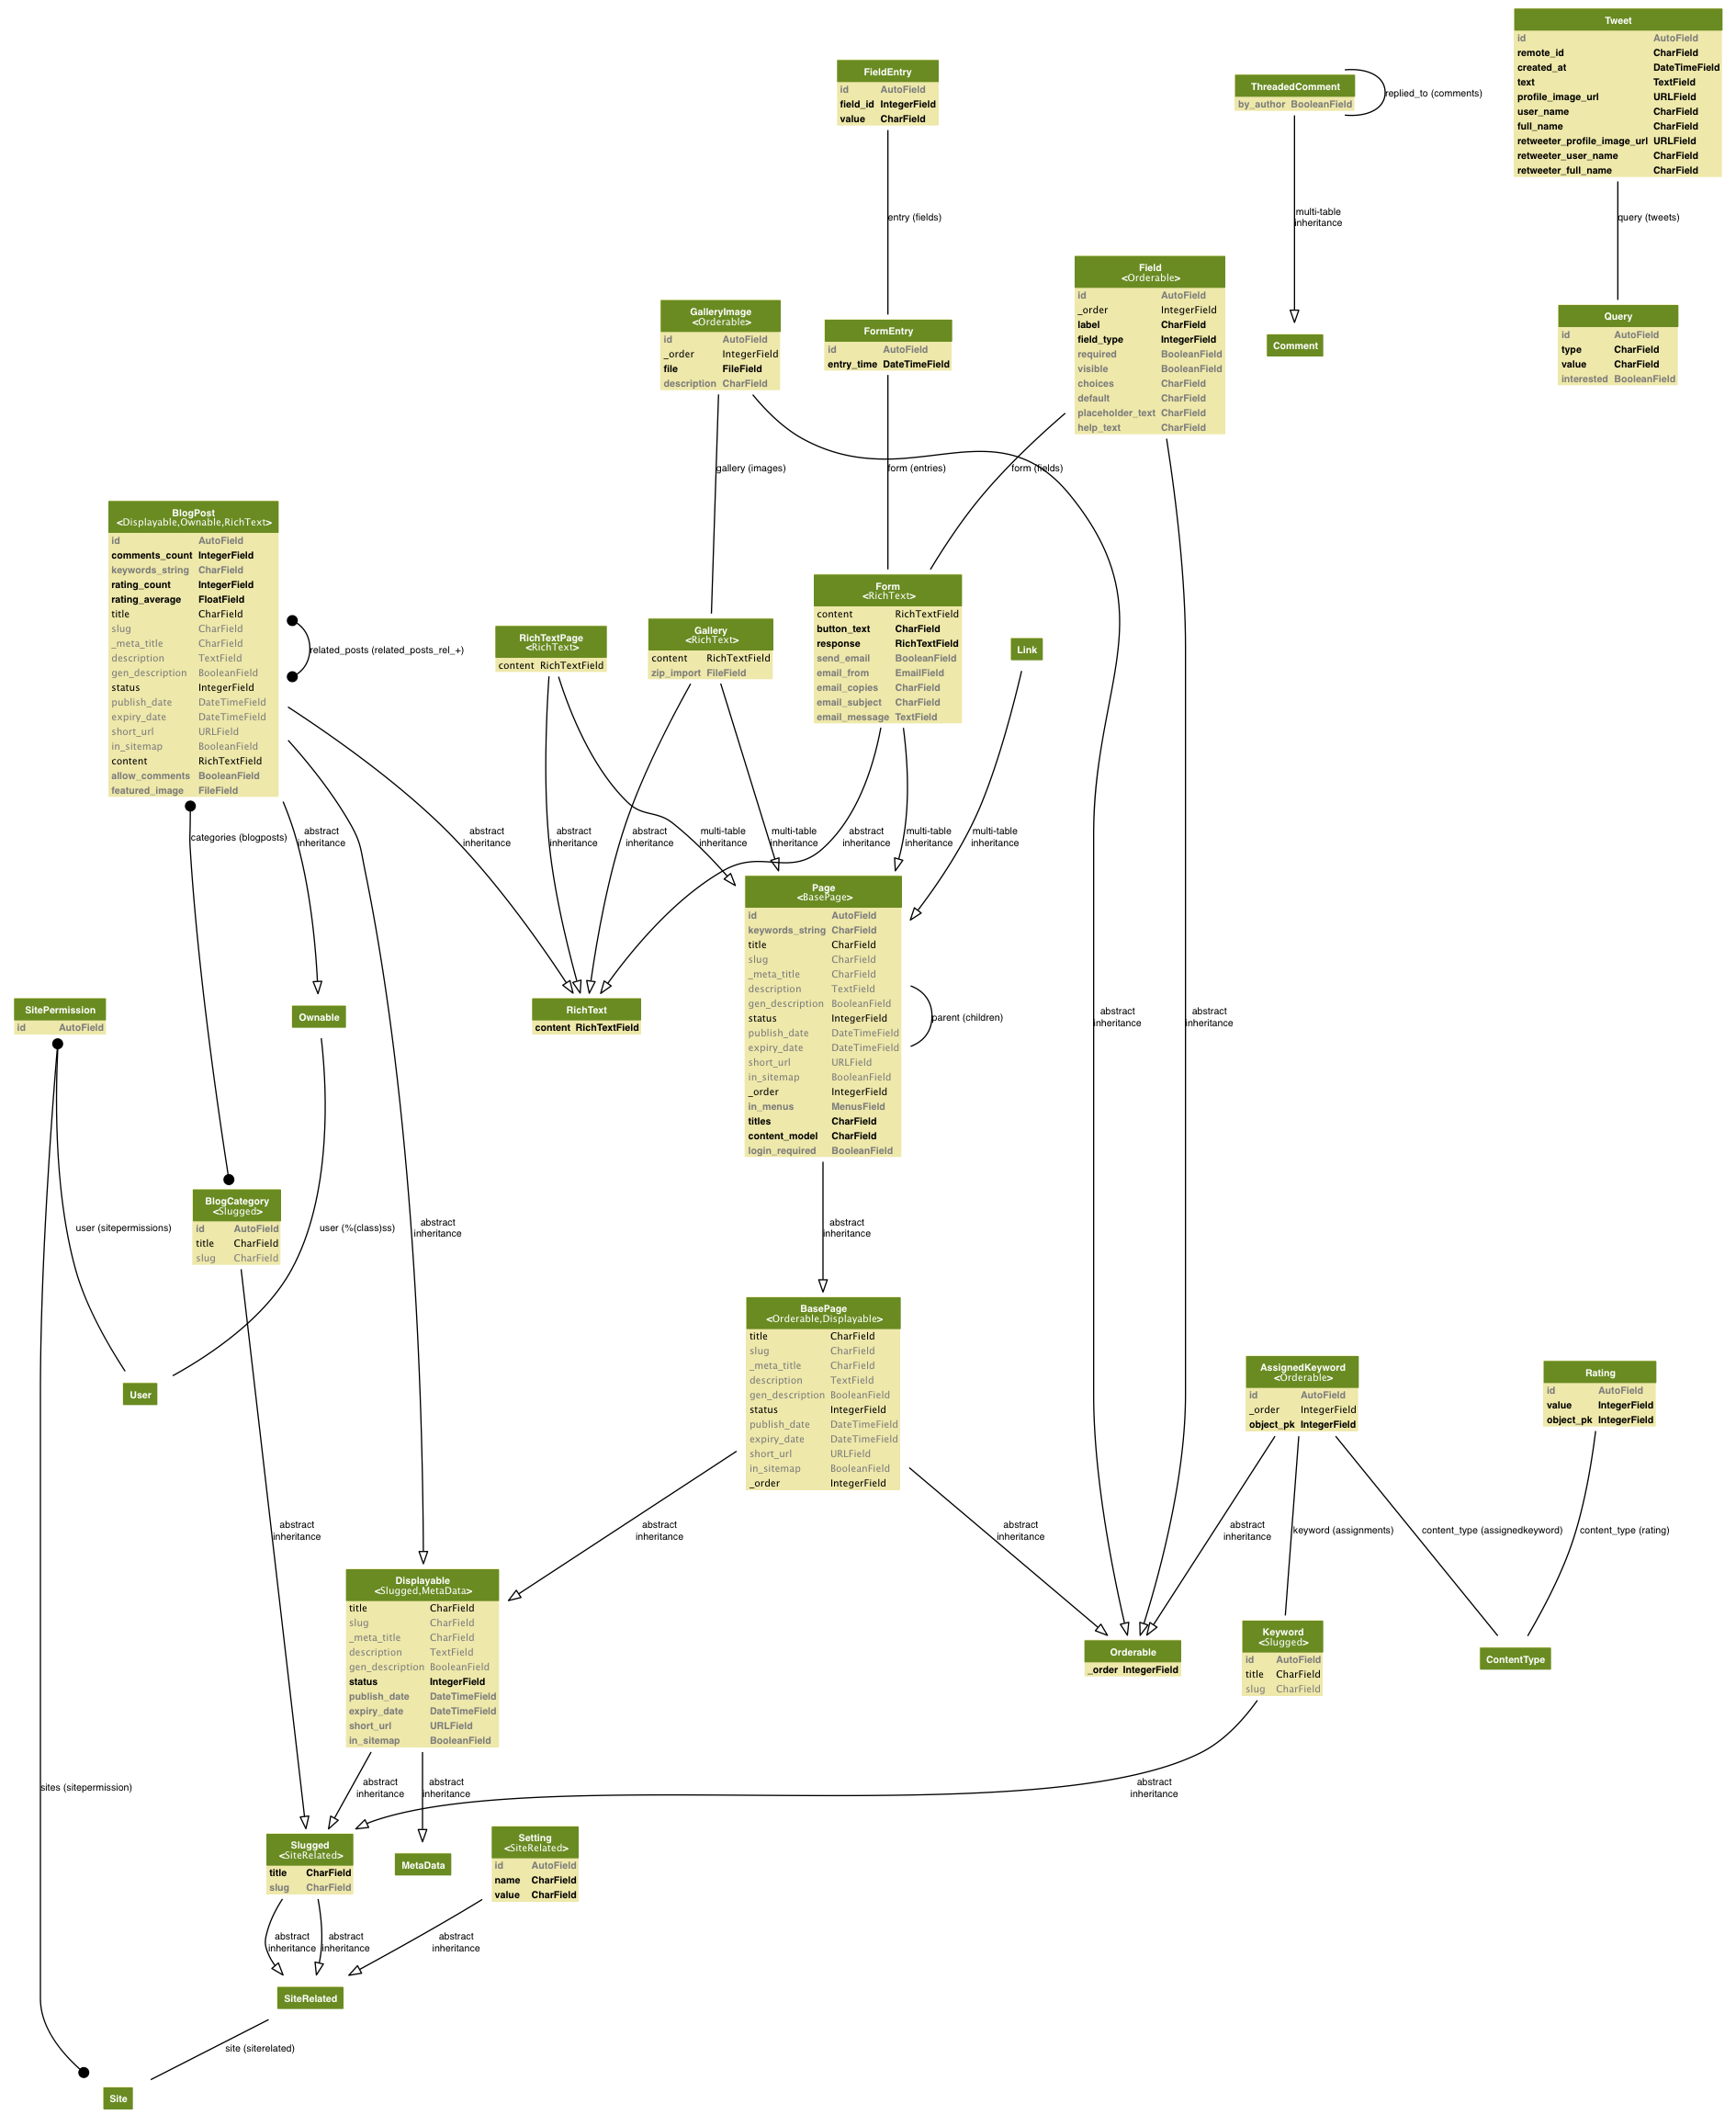 Tweet
id AutoField
remote_id CharField
created_at DateTimeField
text TextField
profile_image_url URLField
user_name CharField
full_name CharField
retweeter_profile_image_url URLField
retweeter_user_name CharField
retweeter_full_name CharField
query (tweets)
Query
id AutoField
type CharField
value CharField
interested BooleanField
ThreadedComment
by_author BooleanField
replied_to (comments)
multi-table
inheritance
Comment
FieldEntry
id AutoField
field_id IntegerField
value CharField
entry (fields)
FormEntry
id AutoField
entry_time DateTimeField
form (entries)
Field
<Orderable>
id AutoField
_order IntegerField
label CharField
field_type IntegerField
required BooleanField
visible BooleanField
choices CharField
default CharField
placeholder_text CharField
help_text CharField
form (fields)
GalleryImage
<Orderable>
id AutoField
_order IntegerField
file FileField
description CharField
gallery (images)
BlogPost
<Displayable,Ownable,RichText>
id AutoField
comments_count IntegerField
keywords_string CharField
rating_count IntegerField
rating_average FloatField
title CharField
slug CharField
_meta_title CharField
description TextField
gen_description BooleanField
status IntegerField
publish_date DateTimeField
expiry_date DateTimeField
short_url URLField
in_sitemap BooleanField
content RichTextField
allow_comments BooleanField
featured_image FileField
related_posts (related_posts_rel_+)
RichTextPage
<RichText>
content RichTextField
Gallery
<RichText>
content RichTextField
zip_import FileField
Form
<RichText>
content RichTextField
button_text CharField
response RichTextField
send_email BooleanField
email_from EmailField
email_copies CharField
email_subject CharField
email_message TextField
Link
categories (blogposts)
abstract
inheritance
abstract
inheritance
abstract
inheritance
abstract
inheritance
multi-table
inheritance
multi-table
inheritance
abstract
inheritance
multi-table
inheritance
multi-table
inheritance
Page
<BasePage>
id AutoField
keywords_string CharField
title CharField
slug CharField
_meta_title CharField
description TextField
gen_description BooleanField
status IntegerField
publish_date DateTimeField
expiry_date DateTimeField
short_url URLField
in_sitemap BooleanField
_order IntegerField
in_menus MenusField
titles CharField
content_model CharField
login_required BooleanField
parent (children)
abstract
inheritance
abstract
inheritance
SitePermission
id AutoField
Ownable
RichText
content RichTextField
BlogCategory
<Slugged>
id AutoField
title CharField
slug CharField
user (sitepermissions)
user (%(class)ss)
abstract
inheritance
abstract
inheritance
User
BasePage
<Orderable,Displayable>
title CharField
slug CharField
_meta_title CharField
description TextField
gen_description BooleanField
status IntegerField
publish_date DateTimeField
expiry_date DateTimeField
short_url URLField
in_sitemap BooleanField
_order IntegerField
AssignedKeyword
<Orderable>
id AutoField
_order IntegerField
object_pk IntegerField
Rating
id AutoField
value IntegerField
object_pk IntegerField
abstract
inheritance
abstract
inheritance
abstract
inheritance
abstract
inheritance
keyword (assignments)
content_type (assignedkeyword)
content_type (rating)
Displayable
<Slugged,MetaData>
title CharField
slug CharField
_meta_title CharField
description TextField
gen_description BooleanField
status IntegerField
publish_date DateTimeField
expiry_date DateTimeField
short_url URLField
in_sitemap BooleanField
Orderable
_order IntegerField
Keyword
<Slugged>
id AutoField
title CharField
slug CharField
ContentType
sites (sitepermission)
abstract
inheritance
abstract
inheritance
abstract
inheritance
Slugged
<SiteRelated>
title CharField
slug CharField
MetaData
Setting
<SiteRelated>
id AutoField
name CharField
value CharField
abstract
inheritance
abstract
inheritance
abstract
inheritance
SiteRelated
site (siterelated)
Site